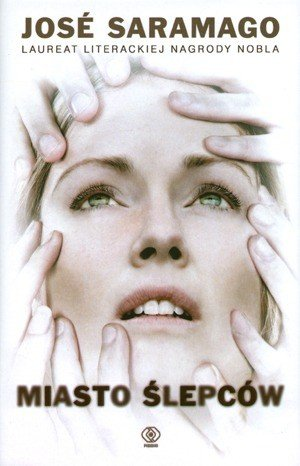 JOSÉ SARAMAGO
LAUREAT LITERACKIEJ NAGRODY NOBLA
MIASTO ŚLEPCÓW